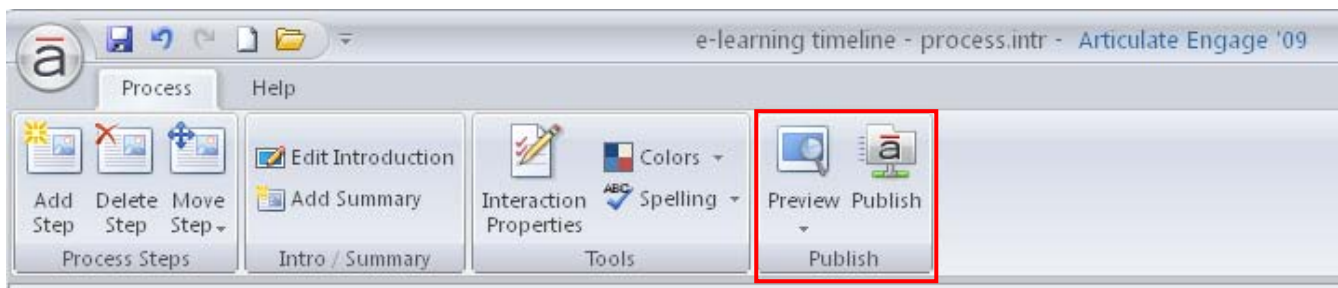 e-learning timeline - process.intr - Articulate Engage '09
ā
Process Help
Add Step
Delete Step
Move Step
Process Steps
Edit Introduction
Add Summary
Intro / Summary
Interaction Properties
Colors
ABC Spelling
Tools
Preview
ā
Publish
Publish